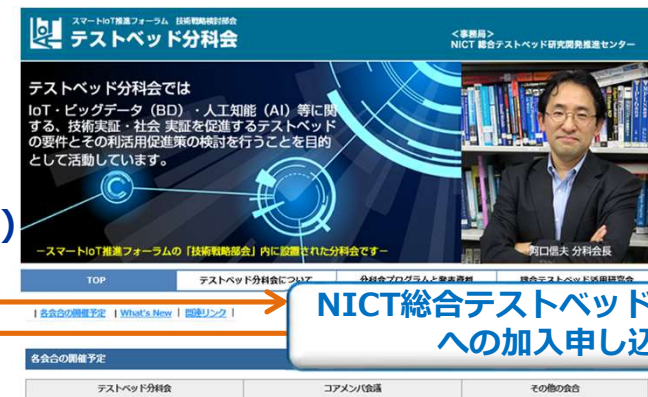 スマートIoT推進フォーラム 技術戦略検討部会
テストベッド分科会
<事務局>
NICT 総合テストベッド研究開発推進センター
テストベッド分科会では
IoT・ビッグデータ(BD)・人工知能(AI)等に関
する、技術実証・社会 実証を促進するテストベッド
の要件とその利活用促進策の検討を行うことを目的
として活動しています。
)
-スマートIoT推進フォーラムの「技術戦略部会」内に設置された分科会です-
河口信夫 分科会長
TOP テストベッド分科会について 分科会プログラムと発表資料 総合テストベッド活用研究会
| 各会合の開催予定 | What's New | 関連リンク |
NICT総合テストベッド
への加入申し込
各会合の開催予定
テストベッド分科会 コアメンバ会議 その他の会合